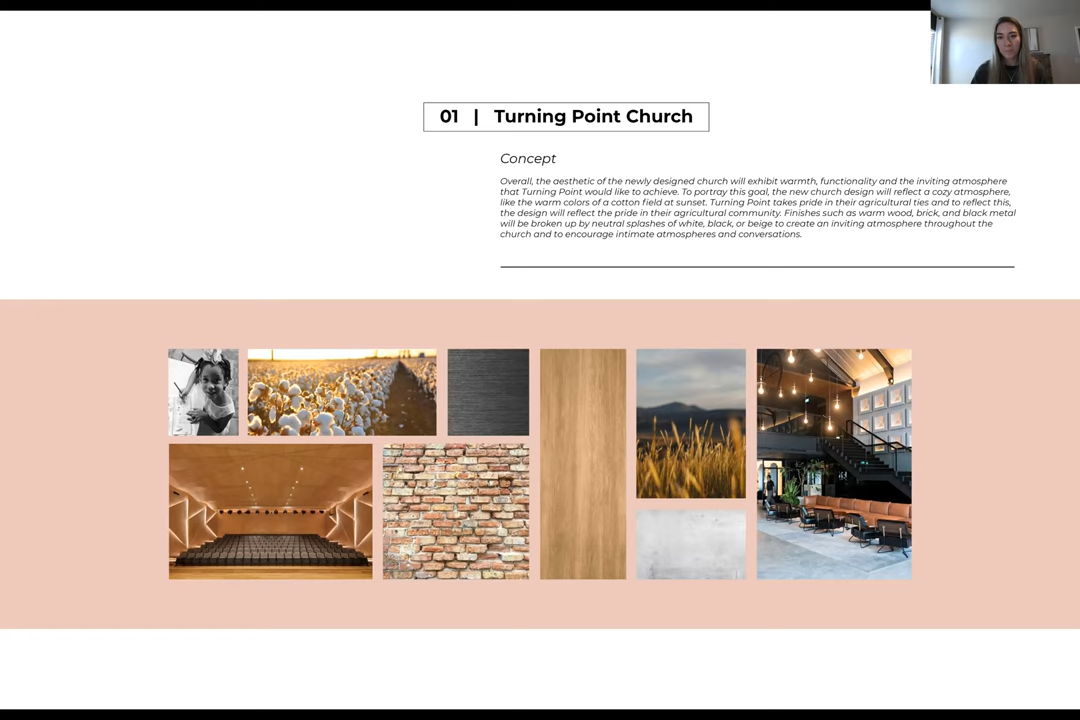 01 | Turning Point Church
Concept
Overall, the aesthetic of the newly designed church will exhibit warmth, functionality and the inviting atmosphere
that Turning Point would like to achieve. To portray this goal, the new church design will reflect a cozy atmosphere,
like the warm colors of a cotton field at sunset. Turning Point takes pride in their agricultural ties and to reflect this,
the design will reflect the pride in their agricultural community. Finishes such as warm wood, brick, and black metal
will be broken up by neutral splashes of white, black, or beige to create an inviting atmosphere throughout the
church and to encourage intimate atmospheres and conversations.